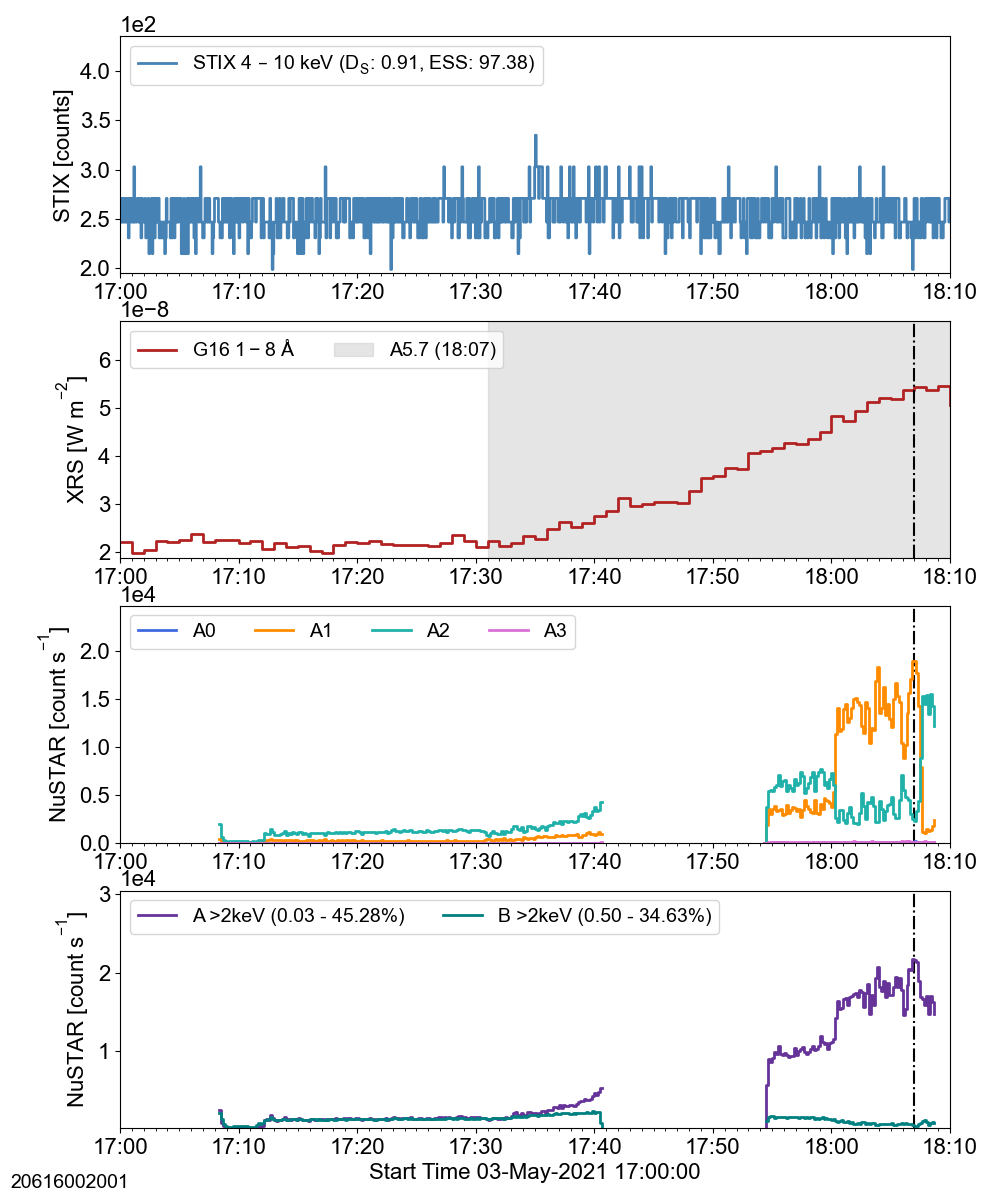 1e2
STIX 4 – 10 keV (DS: 0.91, ESS: 97.38)
STIX [counts]
4.0
3.5
3.0
2.5
2.0
17:00 17:10 17:20 17:30 17:40 17:50 18:00 18:10
1e−8
G16 1 – 8 Å A5.7 (18:07)
XRS [W m−2]
6
5
4
3
2
17:00 17:10 17:20 17:30 17:40 17:50 18:00 18:10
1e4
A0 A1 A2 A3
NuSTAR [count s−1]
2.0
1.5
1.0
0.5
0.0
17:00 17:10 17:20 17:30 17:40 17:50 18:00 18:10
1e4
A >2keV (0.03 - 45.28%) B >2keV (0.50 - 34.63%)
NuSTAR [count s−1]
3
2
1
17:00 17:10 17:20 17:30 17:40 17:50 18:00 18:10
Start Time 03-May-2021 17:00:00
20616002001